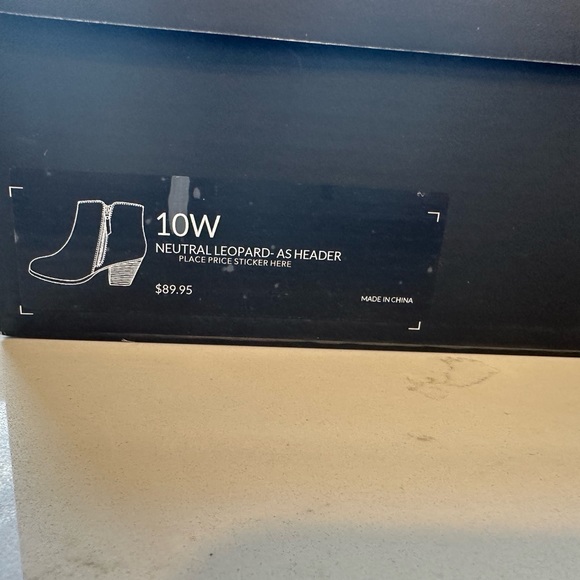 10W
NEUTRAL LEOPARD- AS HEADER
PLACE PRICE STICKER HERE
$89.95
MADE IN CHINA